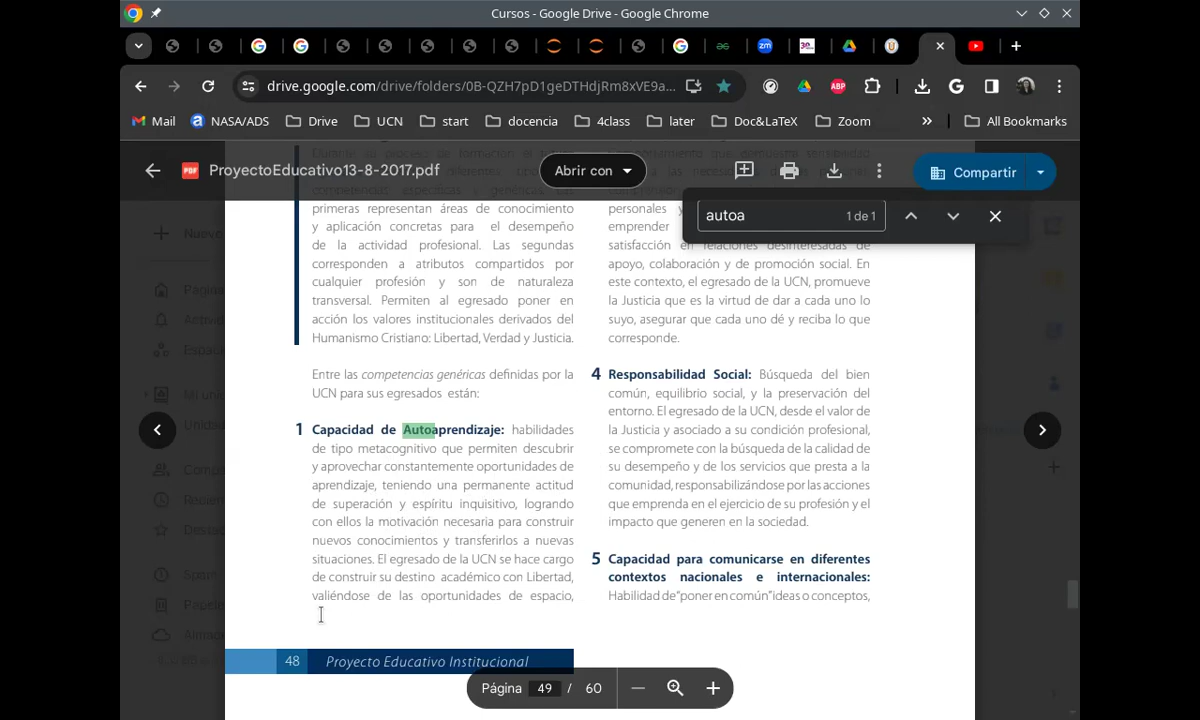 Cursos - Google Drive - Google Chrome
drive.google.com/drive/folders/0B-QZH7pD1geDTHdjRm8xVE9a...
ABP
Mail
NASA/ADS
Drive
UCN
start
docencia
4class
later
Doc&LaTeX
Zoom
»
All Bookmarks
PDF
ProyectoEducativo13-8-2017.pdf
Abrir con
Compartir
autoa
1 de 1
primeras representan áreas de conocimiento
y aplicación concretas para el desempeño
de la actividad profesional. Las segundas
corresponden a atributos compartidos por
cualquier profesión y son de naturaleza
transversal. Permiten al egresado poner en
acción los valores institucionales derivados del
Humanismo Cristiano: Libertad, Verdad y Justicia.
Entre las competencias genéricas definidas por la
UCN para sus egresados están:
1 Capacidad de Autoaprendizaje: habilidades
de tipo metacognitivo que permiten descubrir
y aprovechar constantemente oportunidades de
aprendizaje, teniendo una permanente actitud
de superación y espíritu inquisitivo, logrando
con ellos la motivación necesaria para construir
nuevos conocimientos y transferirlos a nuevas
situaciones. El egresado de la UCN se hace cargo
de construir su destino académico con Libertad,
valiéndose de las oportunidades de espacio,
personales y
emprender
satisfacción en relaciones desinteresadas de
apoyo, colaboración y de promoción social. En
este contexto, el egresado de la UCN, promueve
la Justicia que es la virtud de dar a cada uno lo
suyo, asegurar que cada uno dé y reciba lo que
corresponde.
4 Responsabilidad Social: Búsqueda del bien
común, equilibrio social, y la preservación del
entorno. El egresado de la UCN, desde el valor de
la Justicia y asociado a su condición profesional,
se compromete con la búsqueda de la calidad de
su desempeño y de los servicios que presta a la
comunidad, responsabilizándose por las acciones
que emprenda en el ejercicio de su profesión y el
impacto que generen en la sociedad.
5 Capacidad para comunicarse en diferentes
contextos nacionales e internacionales:
Habilidad de "poner en común" ideas o conceptos,
48 Proyecto Educativo Institucional
Página 49 / 60